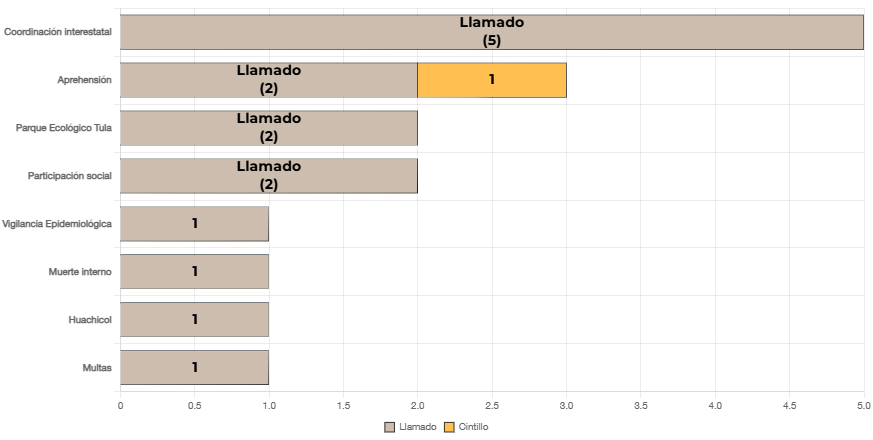 Coordinación interestatal
Llamado
(5)
Aprehensión
Llamado
(2)
1
Parque Ecológico Tula
Llamado
(2)
Participación social
Llamado
(2)
Vigilancia Epidemiológica
1
Muerte interno
1
Huachicol
1
Multas
1
0 0.5 1.0 1.5 2.0 2.5 3.0 3.5 4.0 4.5 5.0
Llamado Cintillo